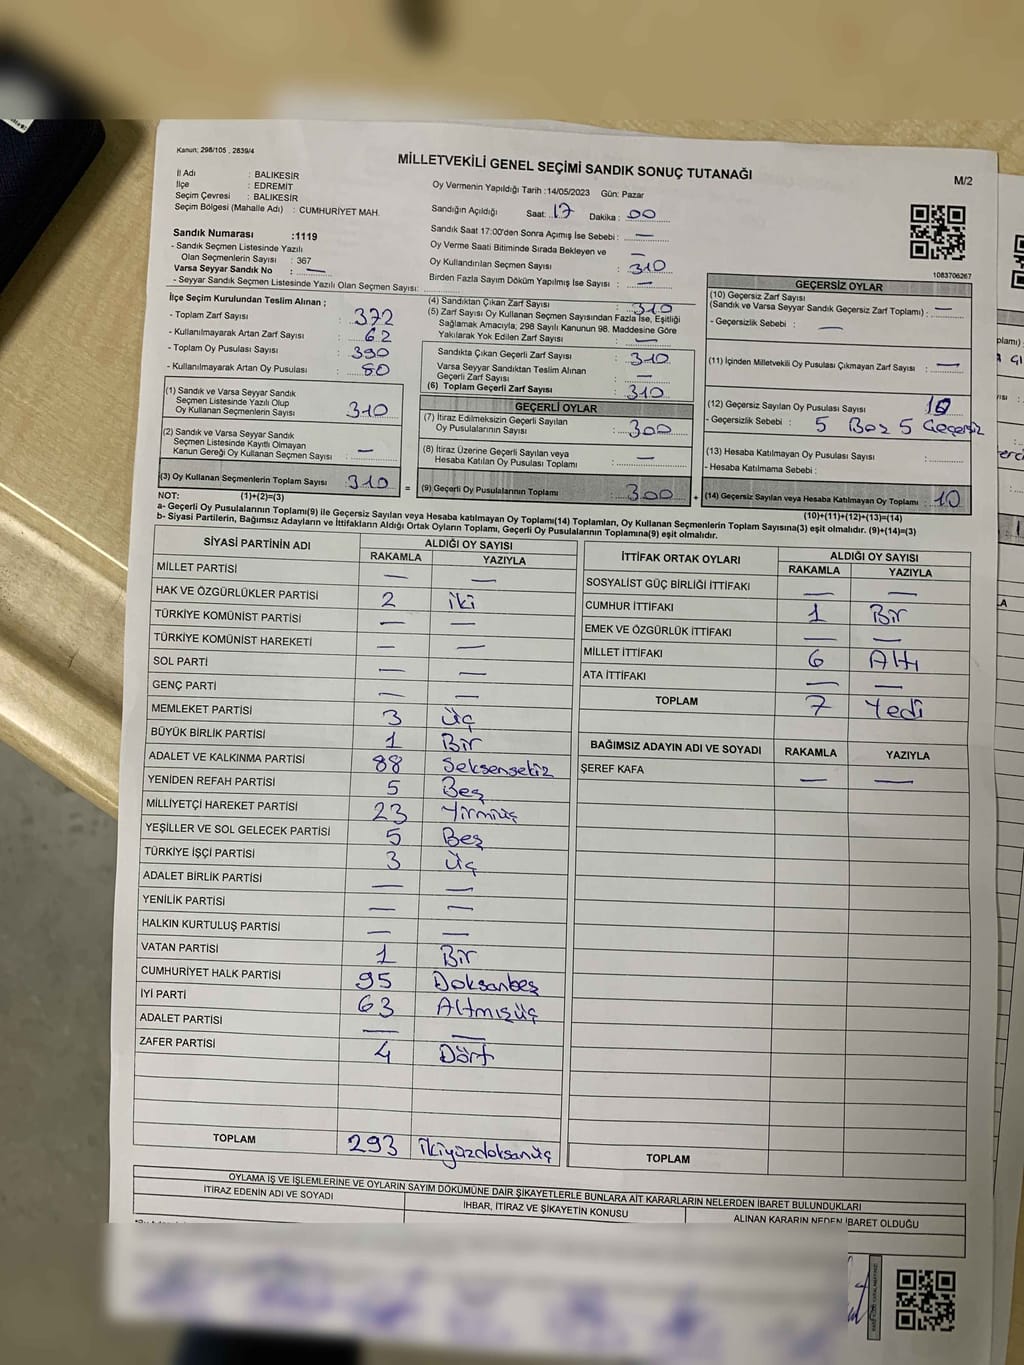 Kanun: 298/105 , 2839/4
MİLLETVEKİLİ GENEL SEÇİMİ SANDIK SONUÇ TUTANAĞI
M/2
İl Adı : BALIKESİR
İlçe : EDREMİT
Seçim Çevresi : BALIKESİR
Seçim Bölgesi (Mahalle Adı) : CUMHURİYET MAH.
Sandık Numarası :1119
- Sandık Seçmen Listesinde Yazılı
Olan Seçmenlerin Sayısı : 367
Varsa Seyyar Sandık No : —
- Seyyar Sandık Seçmen Listesinde Yazılı Olan Seçmen Sayısı:
Oy Vermenin Yapıldığı Tarih :14/05/2023 Gün: Pazar
Sandığın Açıldığı Saat: 17 Dakika : 00
Sandık Saat 17:00'den Sonra Açımış İse Sebebi : —
Oy Verme Saati Bitiminde Sırada Bekleyen ve —
Oy Kullandırılan Seçmen Sayısı : 310
Birden Fazla Sayım Döküm Yapılmış İse Sayısı : —
1083706267
İlçe Seçim Kurulundan Teslim Alınan ;
- Toplam Zarf Sayısı : 372
- Kullanılmayarak Artan Zarf Sayısı : 62
- Toplam Oy Pusulası Sayısı : 390
- Kullanılmayarak Artan Oy Pusulası : 80
(1) Sandık ve Varsa Seyyar Sandık
Seçmen Listesinde Yazılı Olup
Oy Kullanan Seçmenlerin Sayısı : 310
(2) Sandık ve Varsa Seyyar Sandık
Seçmen Listesinde Kayıtlı Olmayan
Kanun Gereği Oy Kullanan Seçmen Sayısı : —
(3) Oy Kullanan Seçmenlerin Toplam Sayısı : 310
(4) Sandıktan Çıkan Zarf Sayısı : 310
(5) Zarf Sayısı Oy Kullanan Seçmen Sayısından Fazla İse, Eşitliği
Sağlamak Amacıyla; 298 Sayılı Kanunun 98. Maddesine Göre
Yakılarak Yok Edilen Zarf Sayısı : —
Sandıkta Çıkan Geçerli Zarf Sayısı : 310
Varsa Seyyar Sandıktan Teslim Alınan
Geçerli Zarf Sayısı : —
(6) Toplam Geçerli Zarf Sayısı : 310
GEÇERLİ OYLAR
(7) İtiraz Edilmeksizin Geçerli Sayılan
Oy Pusulalarının Sayısı : 300
(8) İtiraz Üzerine Geçerli Sayılan veya
Hesaba Katılan Oy Pusulası Toplamı : —
= (9) Geçerli Oy Pusulalarının Toplamı : 300 +
GEÇERSİZ OYLAR
(10) Geçersiz Zarf Sayısı
(Sandık ve Varsa Seyyar Sandık Geçersiz Zarf Toplamı) : —
- Geçersizlik Sebebi : —
(11) İçinden Milletvekili Oy Pusulası Çıkmayan Zarf Sayısı : —
(12) Geçersiz Sayılan Oy Pusulası Sayısı : 10
- Geçersizlik Sebebi : 5 Boş 5 Geçersiz
(13) Hesaba Katılmayan Oy Pusulası Sayısı :
- Hesaba Katılmama Sebebi :
(14) Geçersiz Sayılan veya Hesaba Katılmayan Oy Toplamı : 10
NOT: (1)+(2)=(3)
(10)+(11)+(12)+(13)=(14)
a- Geçerli Oy Pusulalarının Toplamı(9) ile Geçersiz Sayılan veya Hesaba katılmayan Oy Toplamı(14) Toplamları, Oy Kullanan Seçmenlerin Toplam Sayısına(3) eşit olmalıdır. (9)+(14)=(3)
b- Siyasi Partilerin, Bağımsız Adayların ve İttifakların Aldığı Ortak Oyların Toplamı, Geçerli Oy Pusulalarının Toplamına(9) eşit olmalıdır.
SİYASİ PARTİNİN ADI ALDIĞI OY SAYISI
RAKAMLA YAZIYLA
MİLLET PARTİSİ — —
HAK VE ÖZGÜRLÜKLER PARTİSİ 2 iki
TÜRKİYE KOMÜNİST PARTİSİ — —
TÜRKİYE KOMÜNİST HAREKETİ — —
SOL PARTİ — —
GENÇ PARTİ — —
MEMLEKET PARTİSİ 3 Üç
BÜYÜK BİRLİK PARTİSİ 1 Bir
ADALET VE KALKINMA PARTİSİ 88 Seksensekiz
YENİDEN REFAH PARTİSİ 5 Beş
MİLLİYETÇİ HAREKET PARTİSİ 23 Yirmiüç
YEŞİLLER VE SOL GELECEK PARTİSİ 5 Beş
TÜRKİYE İŞÇİ PARTİSİ 3 Üç
ADALET BİRLİK PARTİSİ — —
YENİLİK PARTİSİ — —
HALKIN KURTULUŞ PARTİSİ — —
VATAN PARTİSİ 1 Bir
CUMHURİYET HALK PARTİSİ 95 Doksanbeş
İYİ PARTİ 63 Altmışüç
ADALET PARTİSİ — —
ZAFER PARTİSİ 4 Dört
TOPLAM 293 ikiyüzdoksanüç
İTTİFAK ORTAK OYLARI ALDIĞI OY SAYISI
RAKAMLA YAZIYLA
SOSYALİST GÜÇ BİRLİĞİ İTTİFAKI — —
CUMHUR İTTİFAKI 1 Bir
EMEK VE ÖZGÜRLÜK İTTİFAKI — —
MİLLET İTTİFAKI 6 Altı
ATA İTTİFAKI — —
TOPLAM 7 Yedi
BAĞIMSIZ ADAYIN ADI VE SOYADI RAKAMLA YAZIYLA
ŞEREF KAFA — —
TOPLAM
OYLAMA İŞ VE İŞLEMLERİNE VE OYLARIN SAYIM DÖKÜMÜNE DAİR ŞİKAYETLERLE BUNLARA AİT KARARLARIN NELERDEN İBARET BULUNDUKLARI
İTİRAZ EDENİN ADI VE SOYADI İHBAR, İTİRAZ VE ŞİKAYETİN KONUSU ALINAN KARARIN NEDEN İBARET OLDUĞU